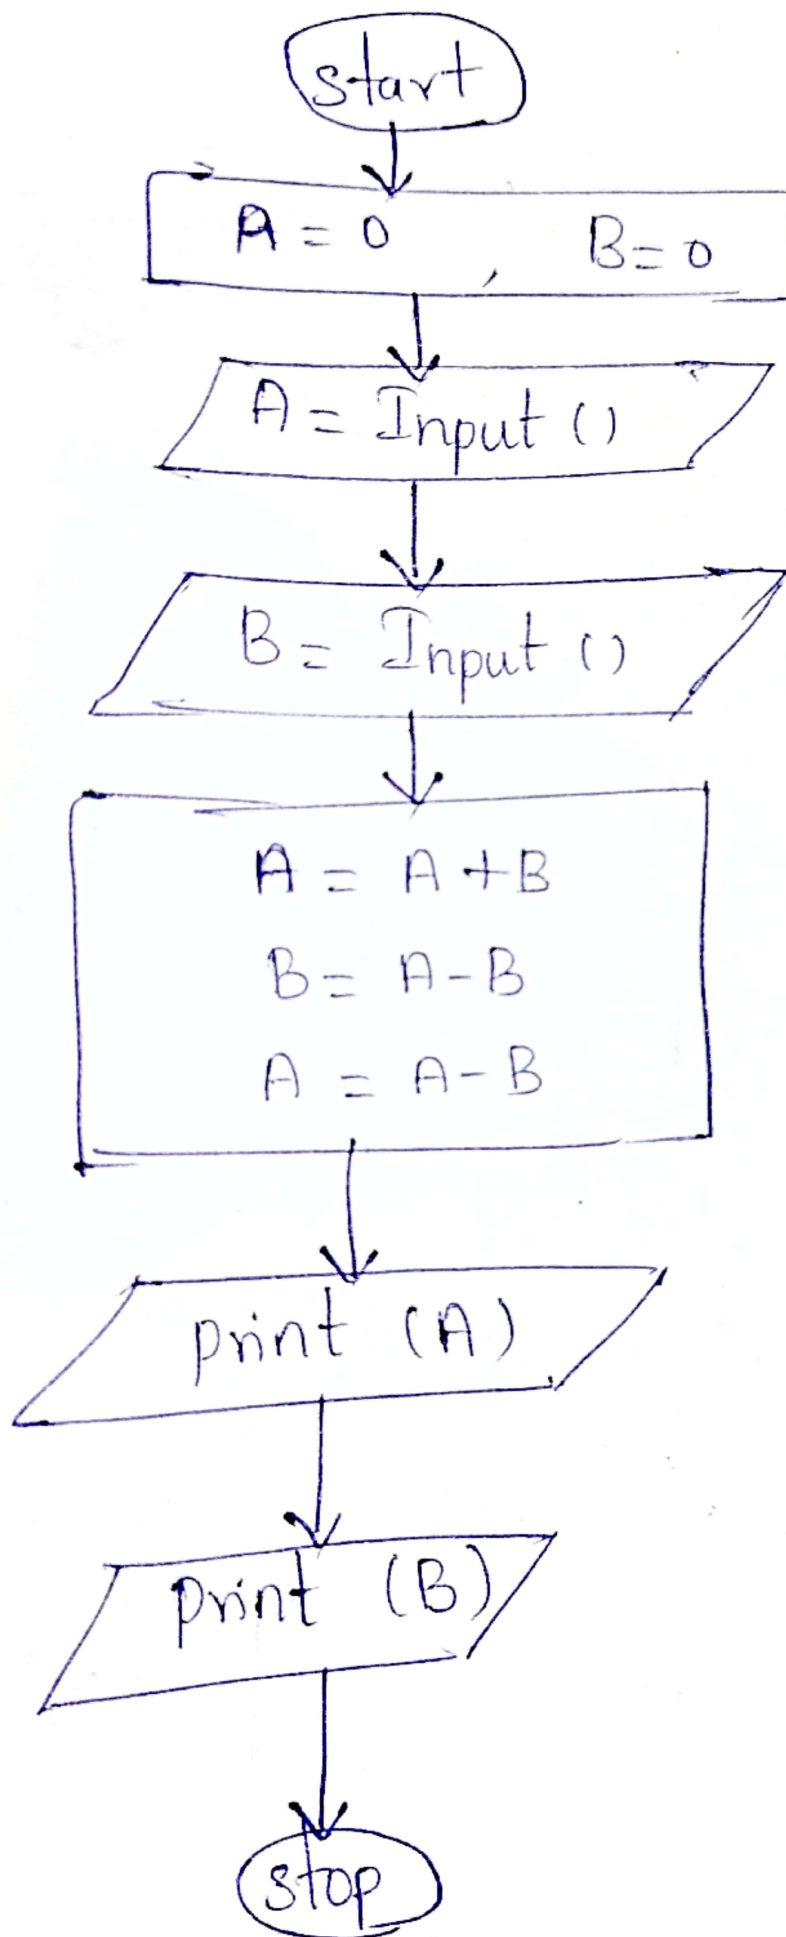 start
A = 0 , B = 0
A = Input ()
B = Input ()
A = A + B
B = A - B
A = A - B
print (A)
print (B)
stop